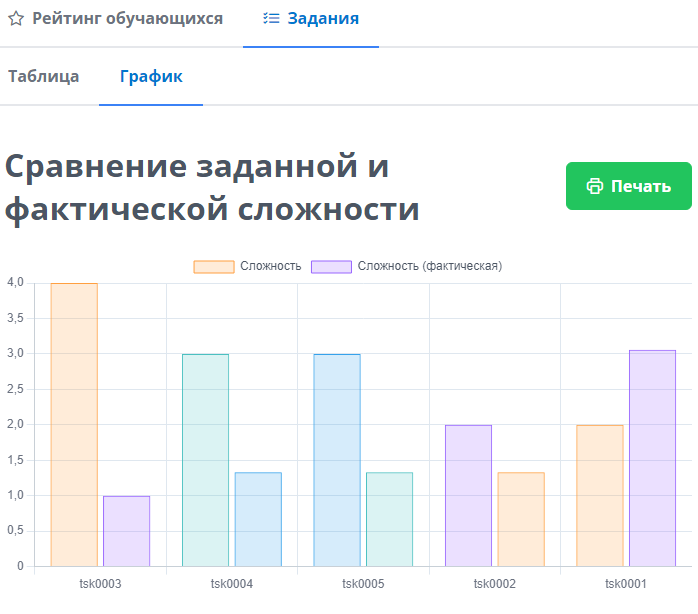 Рейтинг обучающихся
Задания
Таблица
График
Сравнение заданной и
фактической сложности
Печать
Сложность
Сложность (фактическая)
4,0
3,5
3,0
2,5
2,0
1,5
1,0
0,5
0
tsk0003
tsk0004
tsk0005
tsk0002
tsk0001